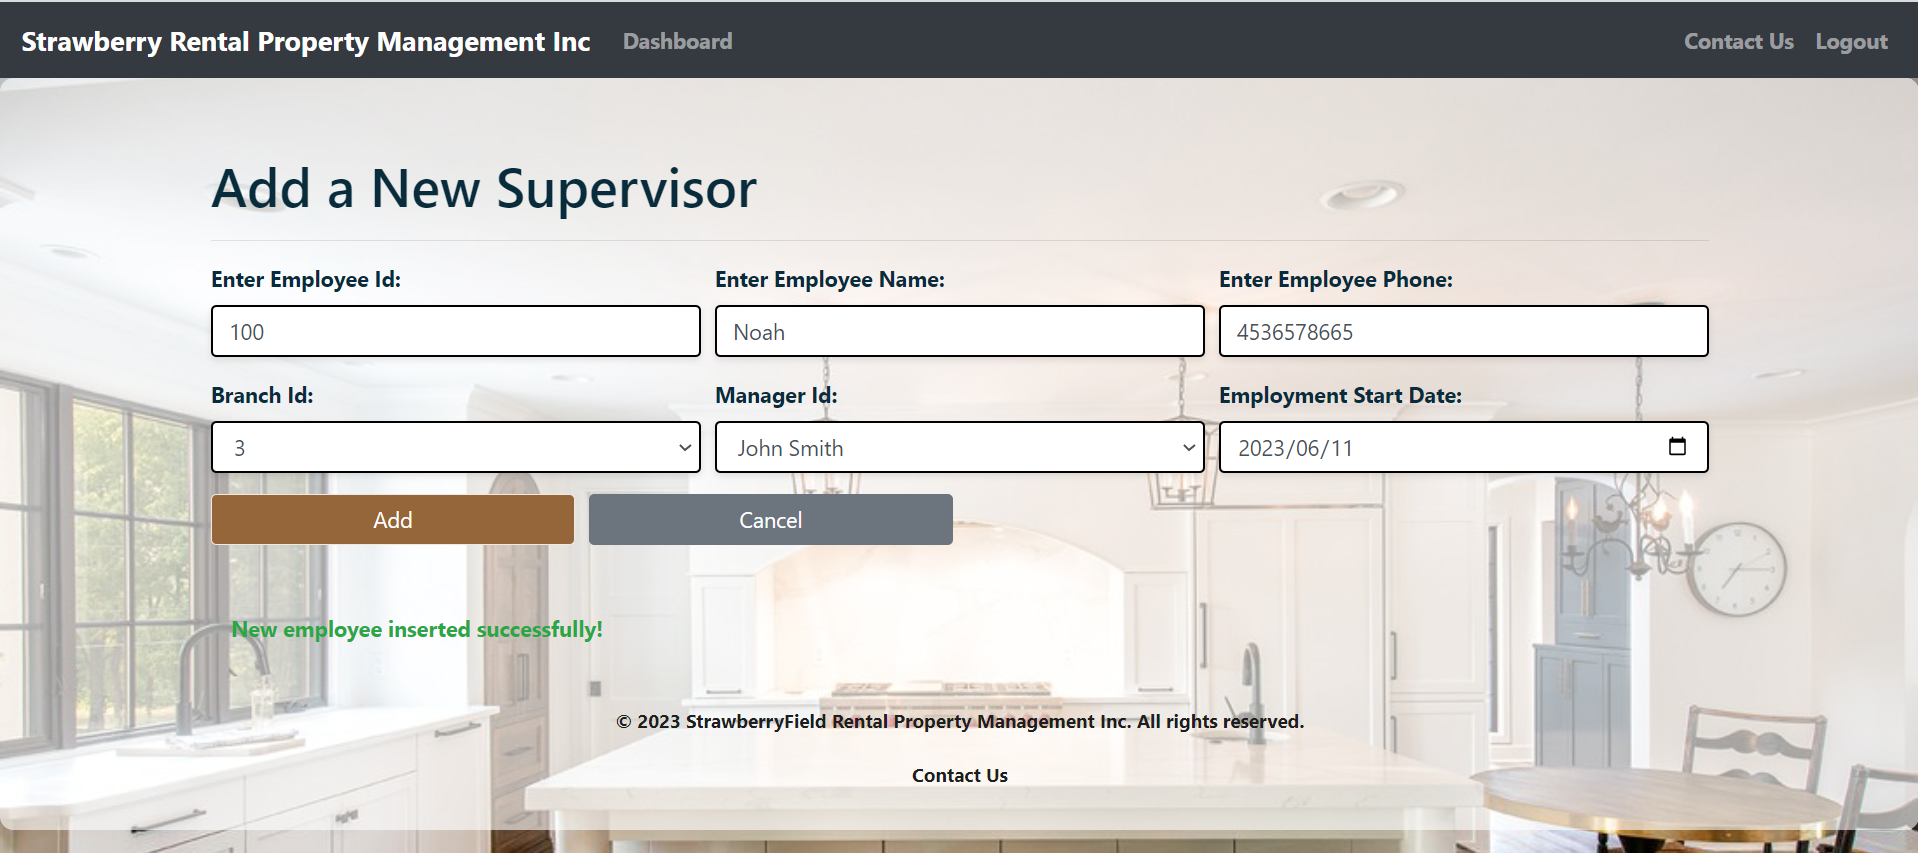 Strawberry Rental Property Management Inc Dashboard Contact Us Logout
Add a New Supervisor
Enter Employee Id: Enter Employee Name: Enter Employee Phone:
100 Noah 4536578665
Branch Id: Manager Id: Employment Start Date:
3 John Smith 2023/06/11
Add Cancel
New employee inserted successfully!
© 2023 StrawberryField Rental Property Management Inc. All rights reserved.
Contact Us